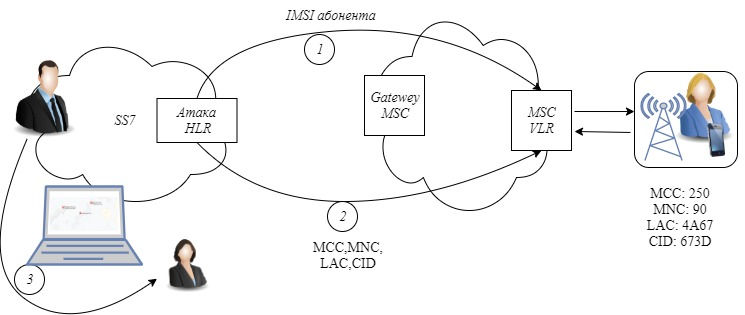 IMSI абонента
1
SS7
Атака
HLR
Gatewey
MSC
MSC
VLR
2
MCC,MNC,
LAC,CID
MCC: 250
MNC: 90
LAC: 4A67
CID: 673D
3